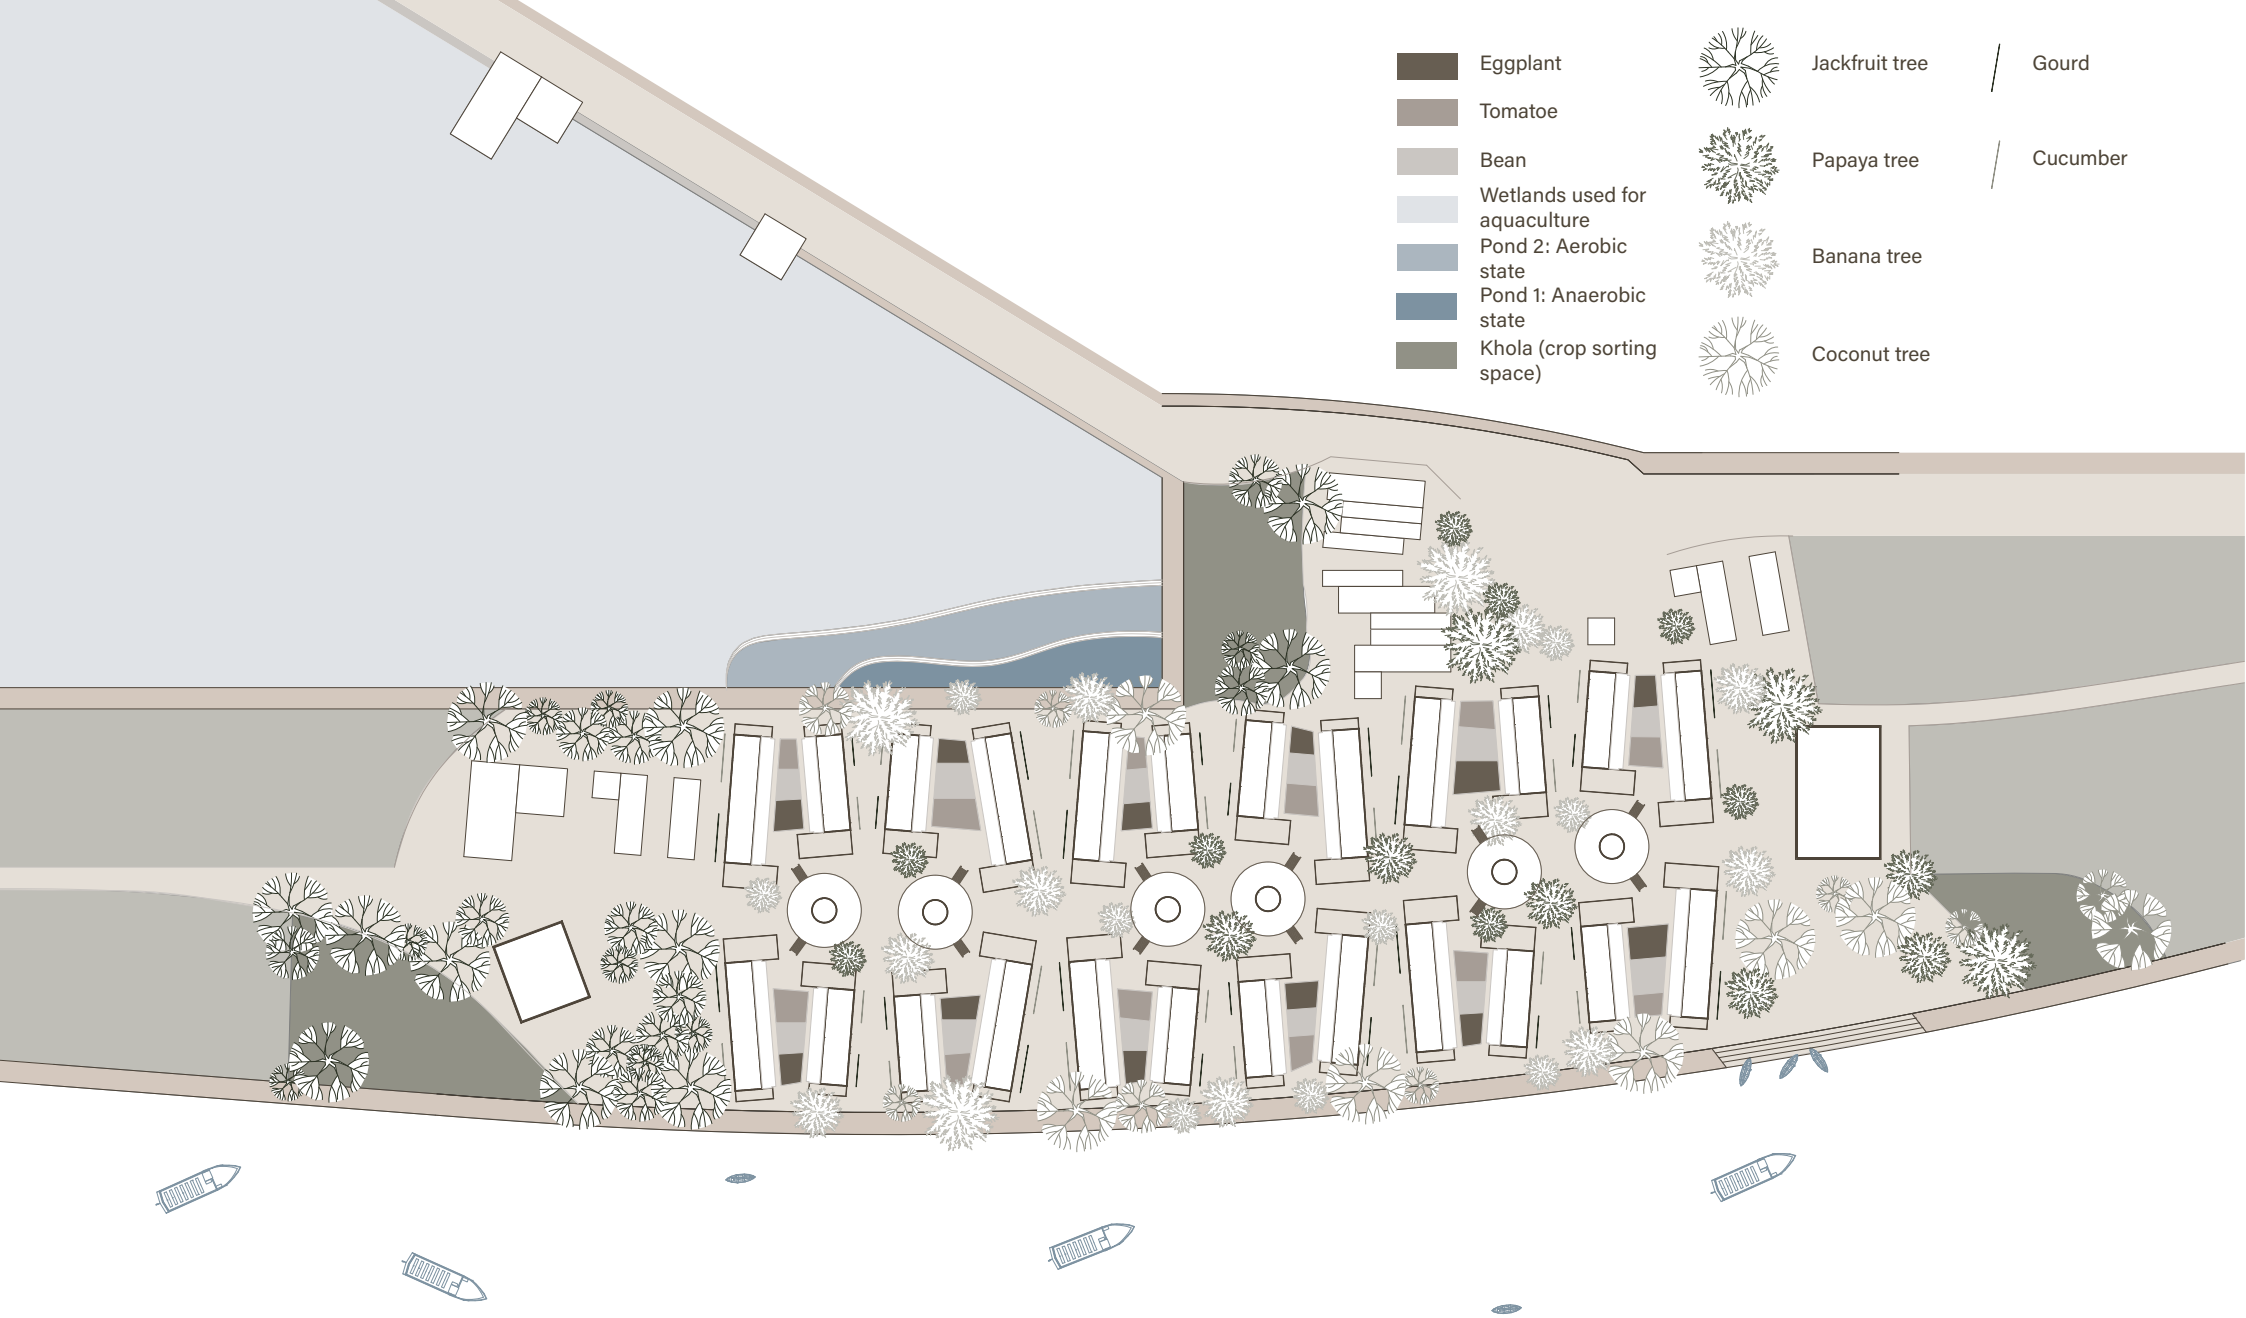 Eggplant
Tomatoe
Bean
Wetlands used for
aquaculture
Pond 2: Aerobic
state
Pond 1: Anaerobic
state
Khola (crop sorting
space)
Jackfruit tree
Papaya tree
Banana tree
Coconut tree
Gourd
Cucumber